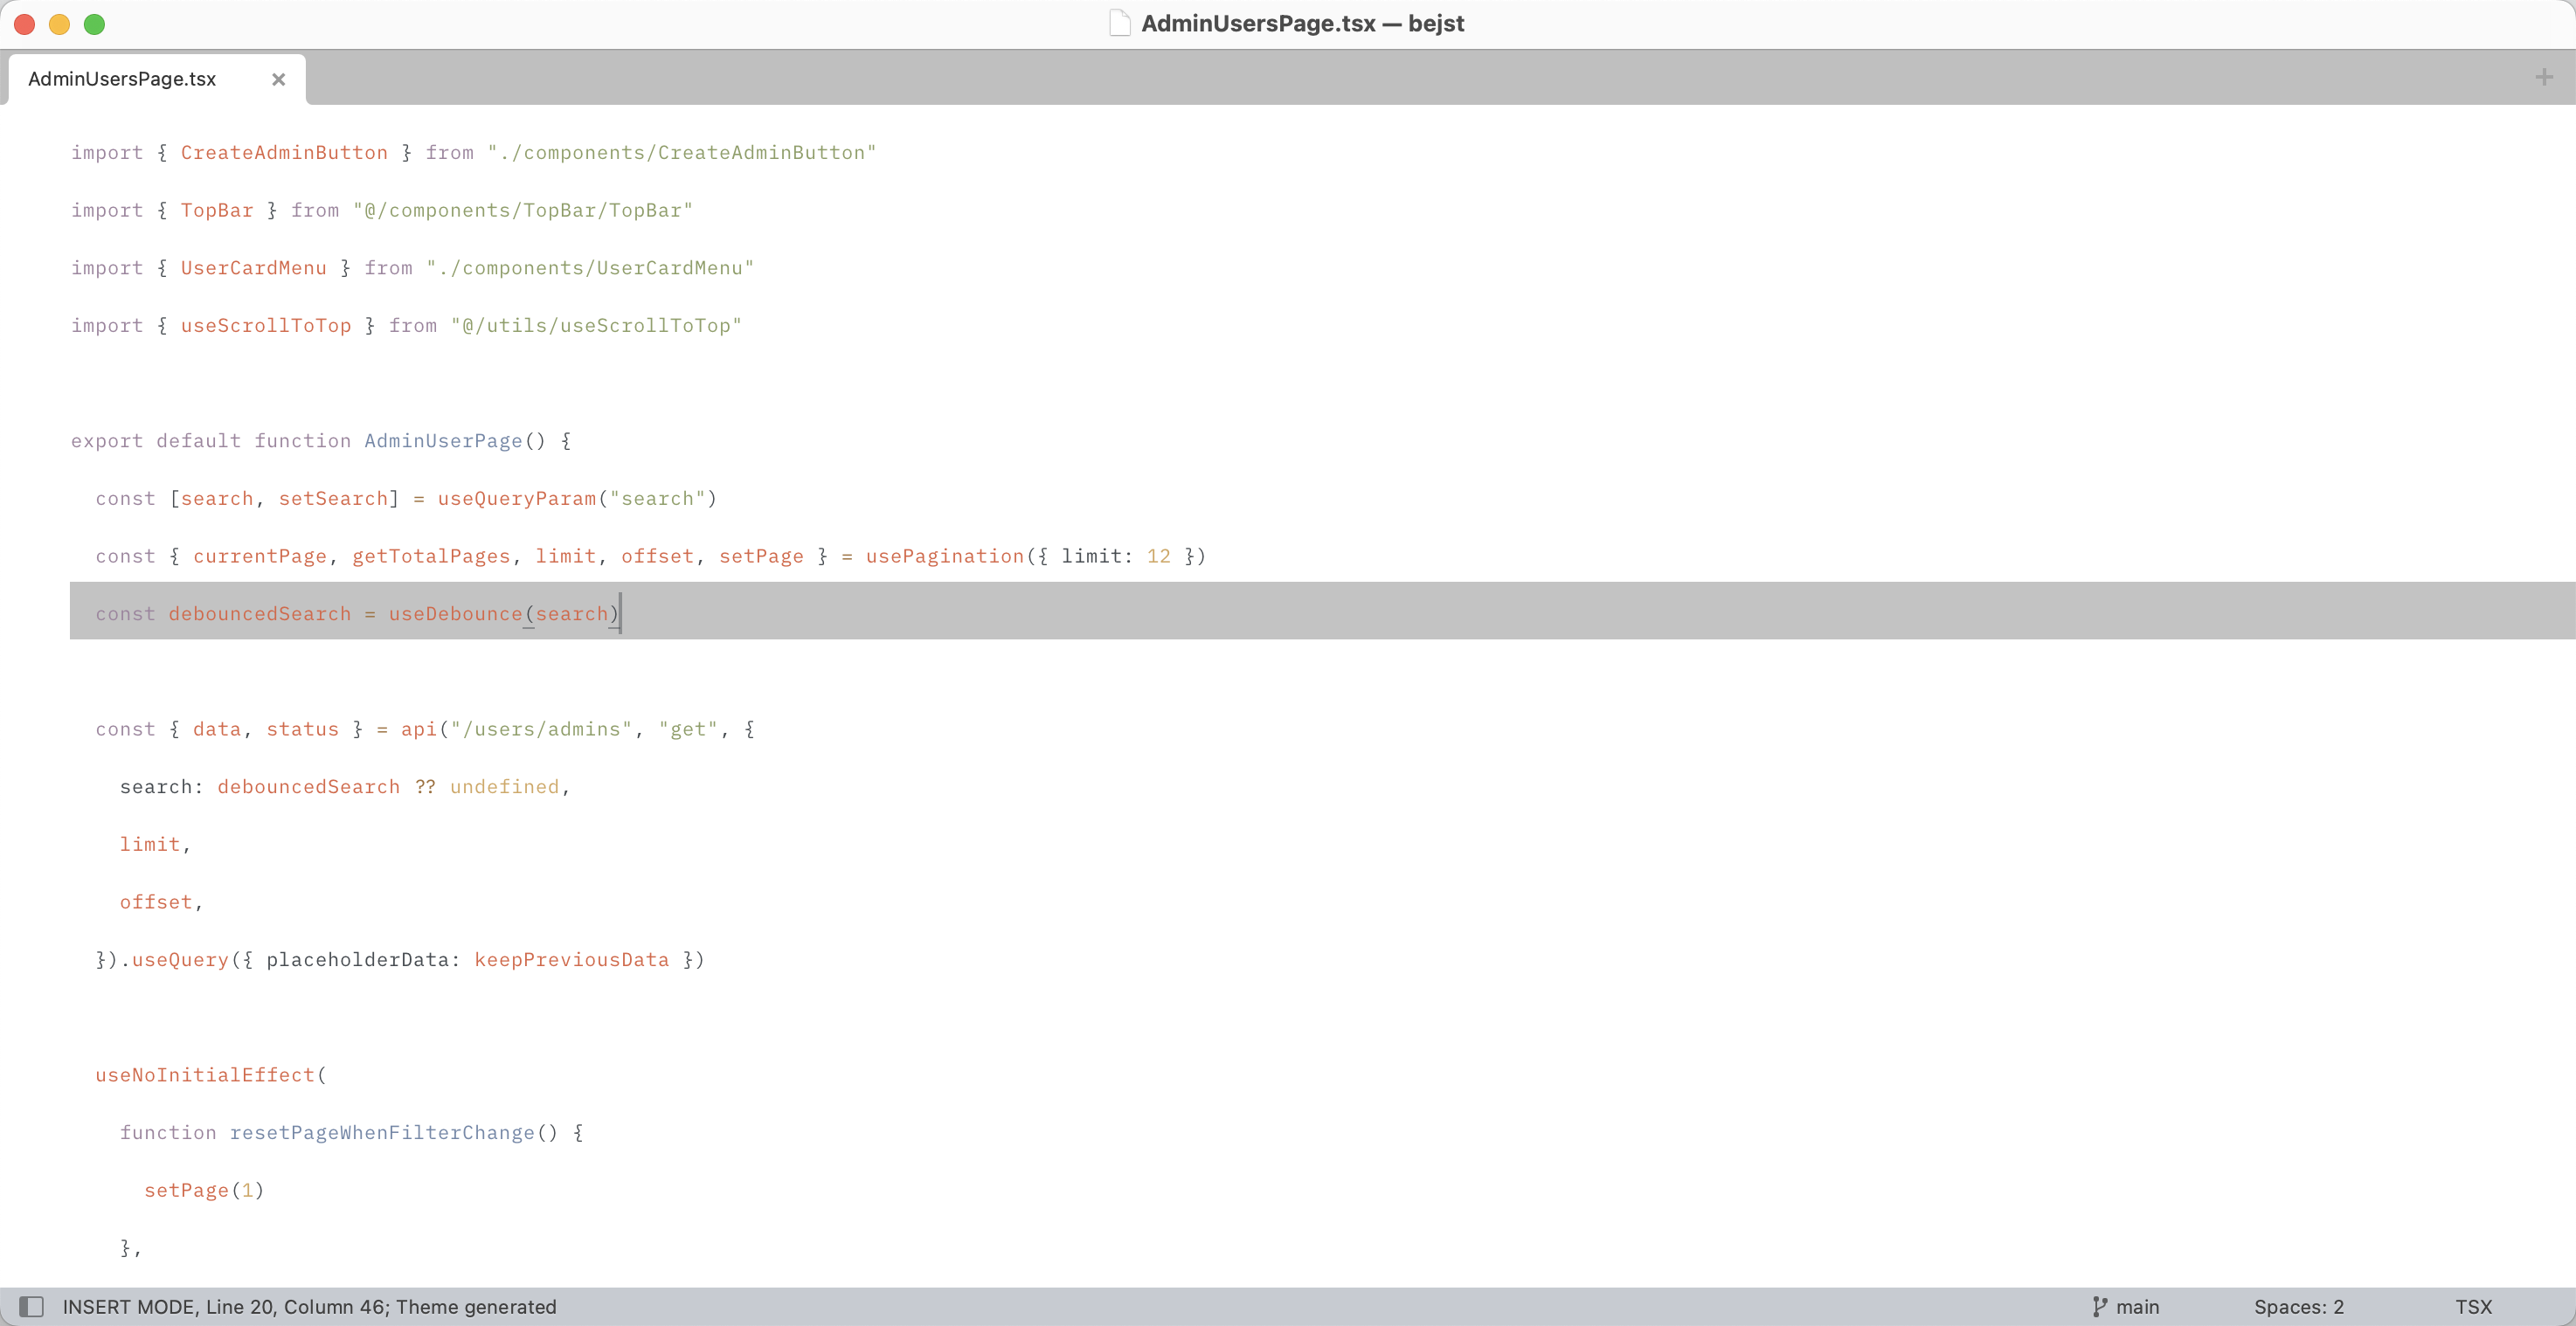 AdminUsersPage.tsx — bejst
AdminUsersPage.tsx
import { CreateAdminButton } from "./components/CreateAdminButton"
import { TopBar } from "@/components/TopBar/TopBar"
import { UserCardMenu } from "./components/UserCardMenu"
import { useScrollToTop } from "@/utils/useScrollToTop"
export default function AdminUserPage() {
  const [search, setSearch] = useQueryParam("search")
  const { currentPage, getTotalPages, limit, offset, setPage } = usePagination({ limit: 12 })
  const debouncedSearch = useDebounce(search)
  const { data, status } = api("/users/admins", "get", {
    search: debouncedSearch ?? undefined,
    limit,
    offset,
  }).useQuery({ placeholderData: keepPreviousData })
  useNoInitialEffect(
    function resetPageWhenFilterChange() {
      setPage(1)
    },
INSERT MODE, Line 20, Column 46; Theme generated
main
Spaces: 2
TSX